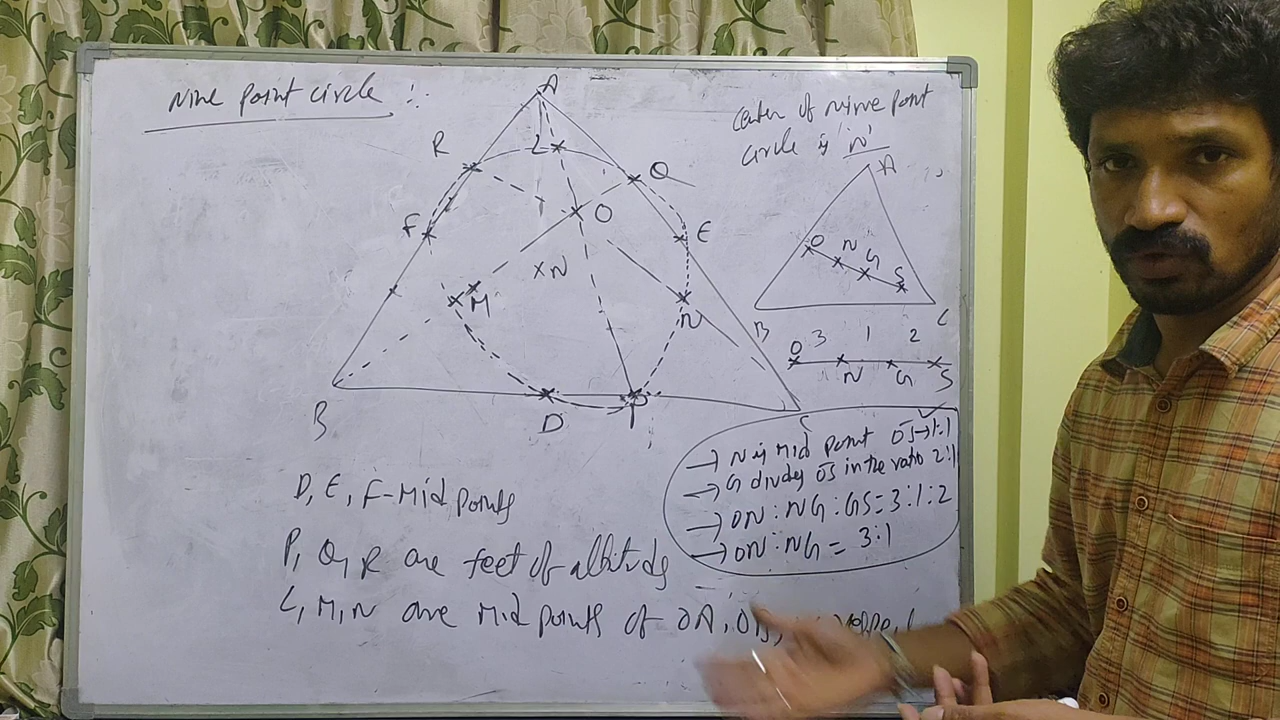 Nine point circle :.
A
L
R
Q
F
O
E
N
M
N
B
D
P
C
center of nine point
circle is 'N'
A
O N G S
B
C
3 1 2
O N G S
→ N is Mid point OS→1:1
→ G divides OS in the ratio 2:1
→ ON:NG:GS=3:1:2
→ ON:NG = 3:1
D, E, F-Mid points
P, Q, R are feet of altitude
L, M, N are Mid points of OA, OB,